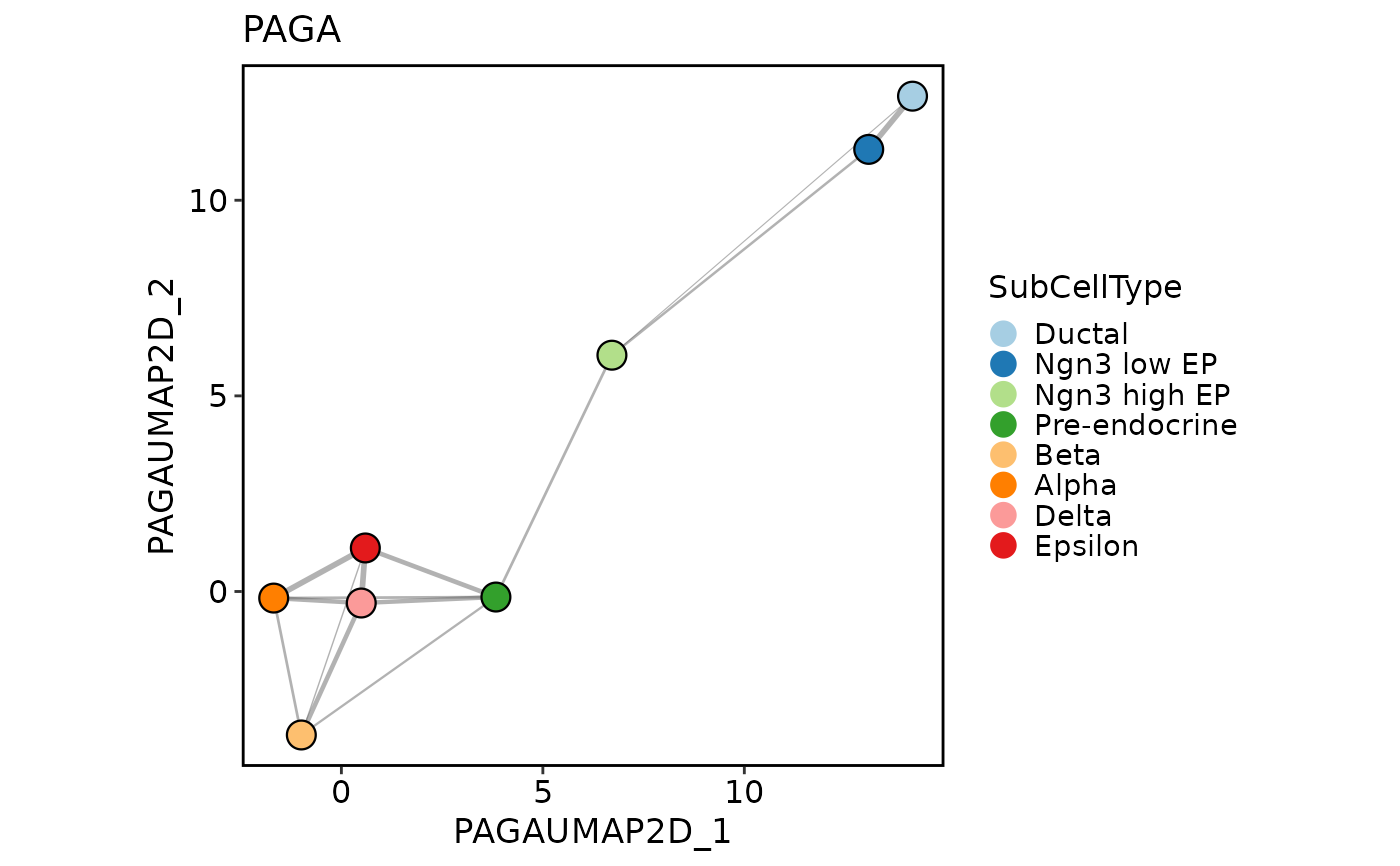 PAGA
10
5
0
PAGAUMAP2D_2
0 5 10
PAGAUMAP2D_1
SubCellType
Ductal
Ngn3 low EP
Ngn3 high EP
Pre-endocrine
Beta
Alpha
Delta
Epsilon